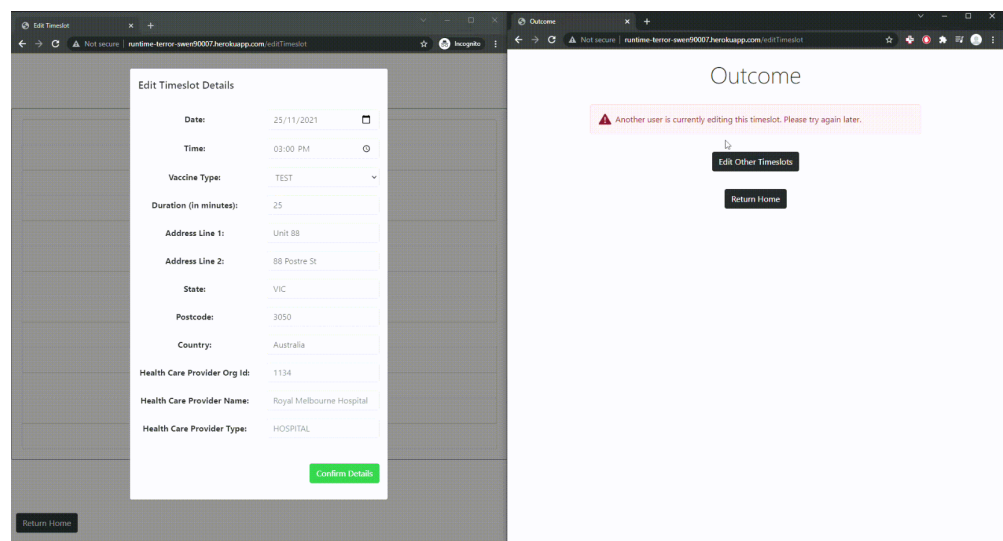 Edit Timeslot
Not secure | runtime-terror-swen90007.herokuapp.com/editTimeslot
Incognito
Edit Timeslot Details
Date: 25/11/2021
Time: 03:00 PM
Vaccine Type: TEST
Duration (in minutes): 25
Address Line 1: Unit 88
Address Line 2: 88 Postre St
State: VIC
Postcode: 3050
Country: Australia
Health Care Provider Org Id: 1134
Health Care Provider Name: Royal Melbourne Hospital
Health Care Provider Type: HOSPITAL
Confirm Details
Return Home
Outcome
Not secure | runtime-terror-swen90007.herokuapp.com/editTimeslot
Outcome
Another user is currently editing this timeslot. Please try again later.
Edit Other Timeslots
Return Home